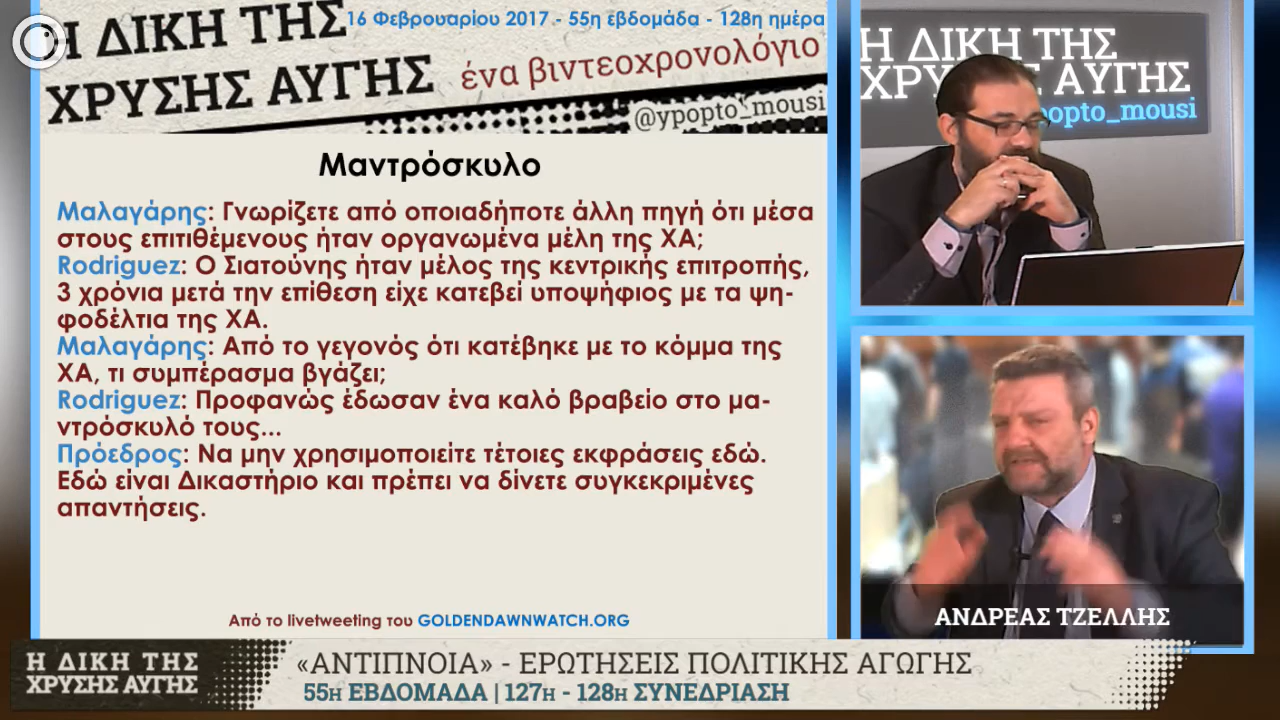 16 Φεβρουαρίου 2017 - 55η εβδομάδα - 128η ημέρα
Η ΔΙΚΗ ΤΗΣ
ΧΡΥΣΗΣ ΑΥΓΗΣ
ένα βιντεοχρονολόγιο
@ypopto_mousi
Μαντρόσκυλο
Μαλαγάρης: Γνωρίζετε από οποιαδήποτε άλλη πηγή ότι μέσα
στους επιτιθέμενους ήταν οργανωμένα μέλη της ΧΑ;
Rodriguez: Ο Σιατούνης ήταν μέλος της κεντρικής επιτροπής,
3 χρόνια μετά την επίθεση είχε κατεβεί υποψήφιος με τα ψη-
φοδέλτια της ΧΑ.
Μαλαγάρης: Από το γεγονός ότι κατέβηκε με το κόμμα της
ΧΑ, τι συμπέρασμα βγάζει;
Rodriguez: Προφανώς έδωσαν ένα καλό βραβείο στο μα-
ντρόσκυλό τους...
Πρόεδρος: Να μην χρησιμοποιείτε τέτοιες εκφράσεις εδώ.
Εδώ είναι Δικαστήριο και πρέπει να δίνετε συγκεκριμένες
απαντήσεις.
Από το livetweeting του GOLDENDAWNWATCH.ORG
Η ΔΙΚΗ ΤΗΣ
ΧΡΥΣΗΣ ΑΥΓΗΣ
ypopto_mousi
ΑΝΔΡΕΑΣ ΤΖΕΛΛΗΣ
Η ΔΙΚΗ ΤΗΣ
ΧΡΥΣΗΣ ΑΥΓΗΣ
«ΑΝΤΙΠΝΟΙΑ» - ΕΡΩΤΗΣΕΙΣ ΠΟΛΙΤΙΚΗΣ ΑΓΩΓΗΣ
55η ΕΒΔΟΜΑΔΑ | 127η - 128η ΣΥΝΕΔΡΙΑΣΗ